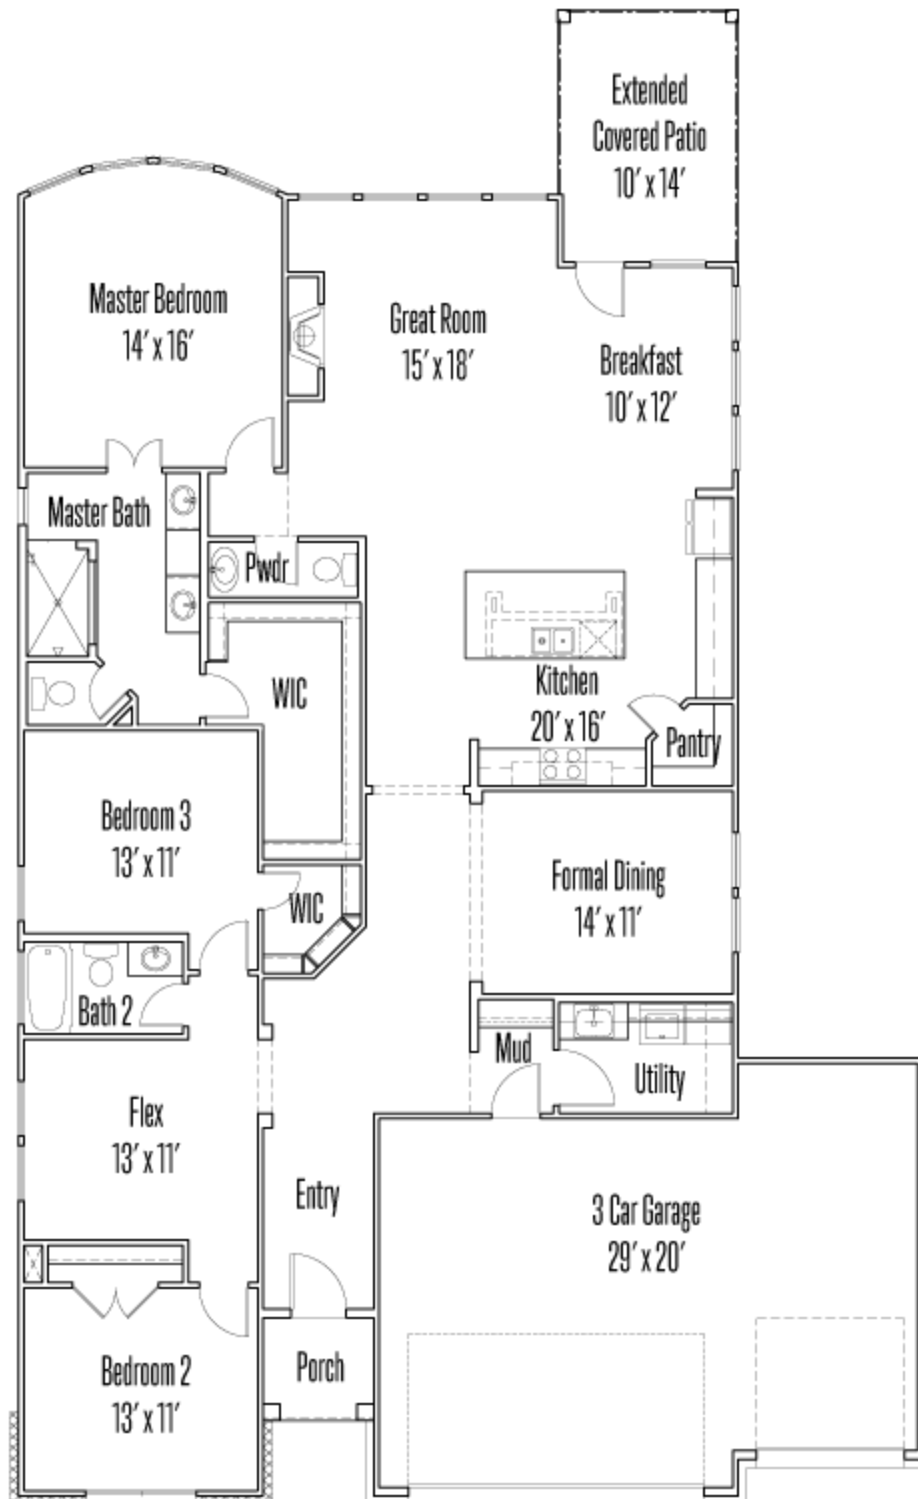 Extended
Covered Patio
10' x 14'
Master Bedroom
14' x 16'
Great Room
15' x 18'
Breakfast
10' x 12'
Master Bath
Pwdr
WIC
Kitchen
20' x 16'
Pantry
Bedroom 3
13' x 11'
WIC
Formal Dining
14' x 11'
Bath 2
Mud
Utility
Flex
13' x 11'
Entry
3 Car Garage
29' x 20'
Bedroom 2
13' x 11'
Porch